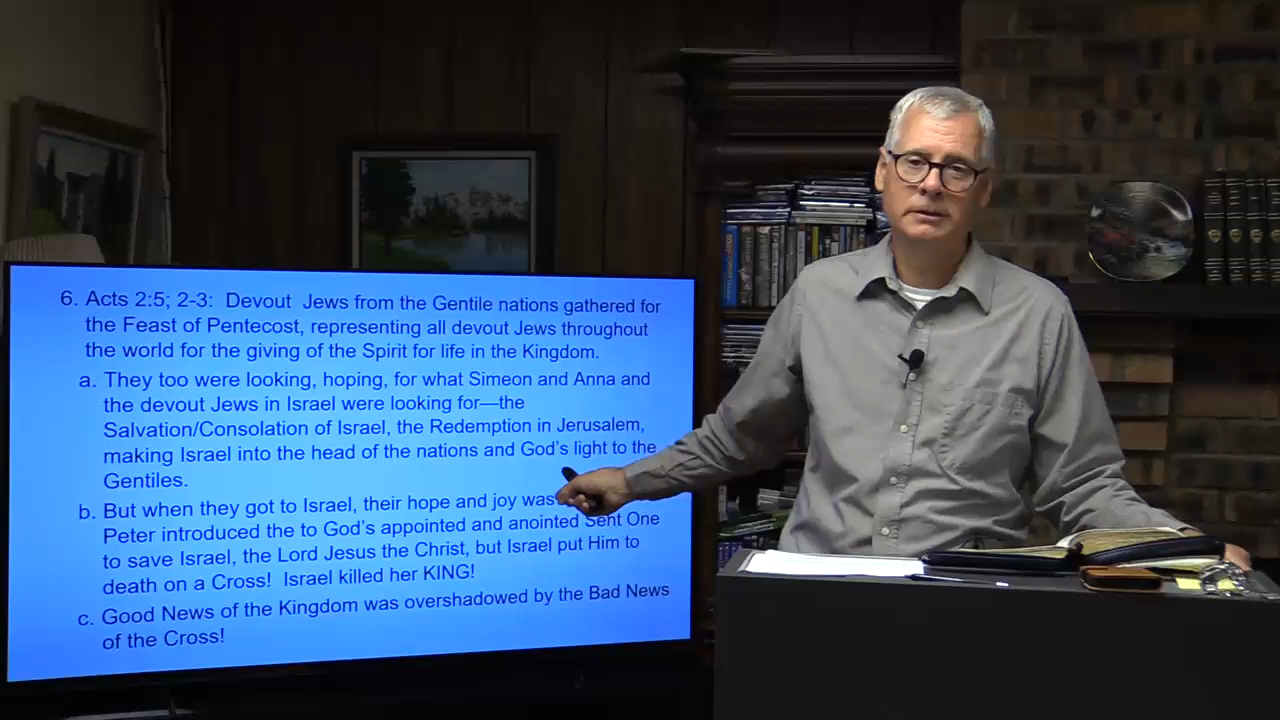 6. Acts 2:5; 2-3: Devout Jews from the Gentile nations gathered for
the Feast of Pentecost, representing all devout Jews throughout
the world for the giving of the Spirit for life in the Kingdom.
a. They too were looking, hoping, for what Simeon and Anna and
the devout Jews in Israel were looking for—the
Salvation/Consolation of Israel, the Redemption in Jerusalem,
making Israel into the head of the nations and God's light to the
Gentiles.
b. But when they got to Israel, their hope and joy was
Peter introduced the to God's appointed and anointed Sent One
to save Israel, the Lord Jesus the Christ, but Israel put Him to
death on a Cross! Israel killed her KING!
c. Good News of the Kingdom was overshadowed by the Bad News
of the Cross!